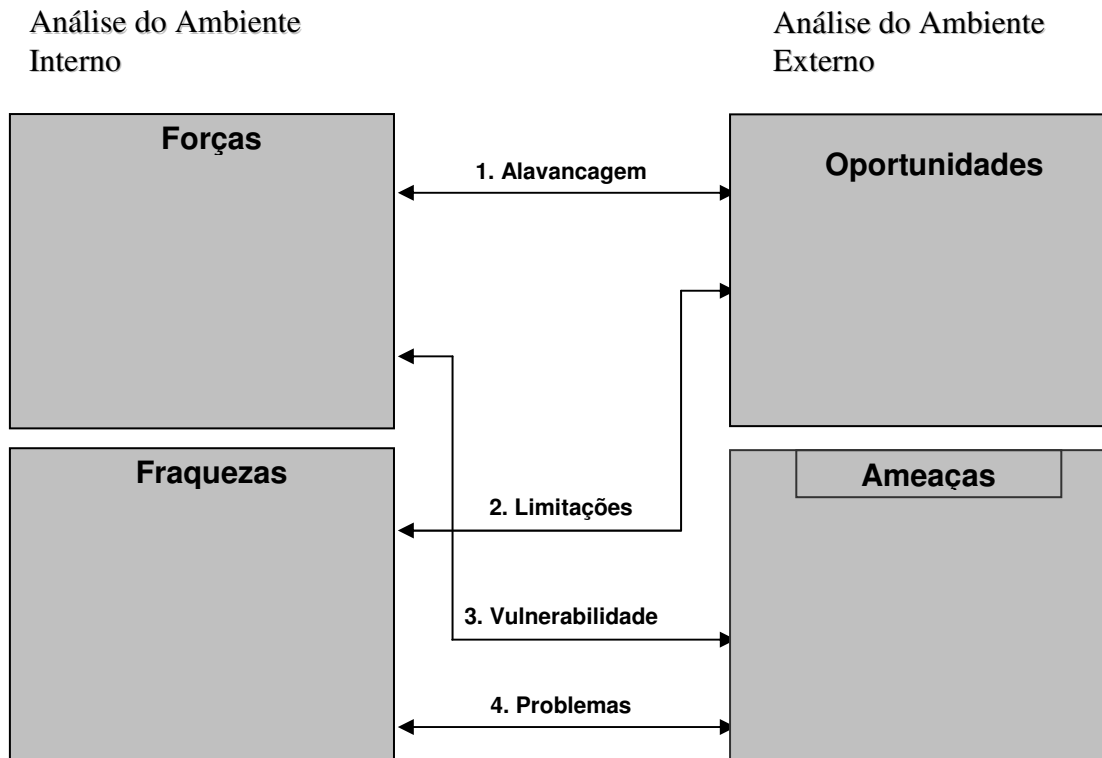 Análise do Ambiente
Interno
Análise do Ambiente
Externo
Forças
Oportunidades
1. Alavancagem
Fraquezas
Ameaças
2. Limitações
3. Vulnerabilidade
4. Problemas